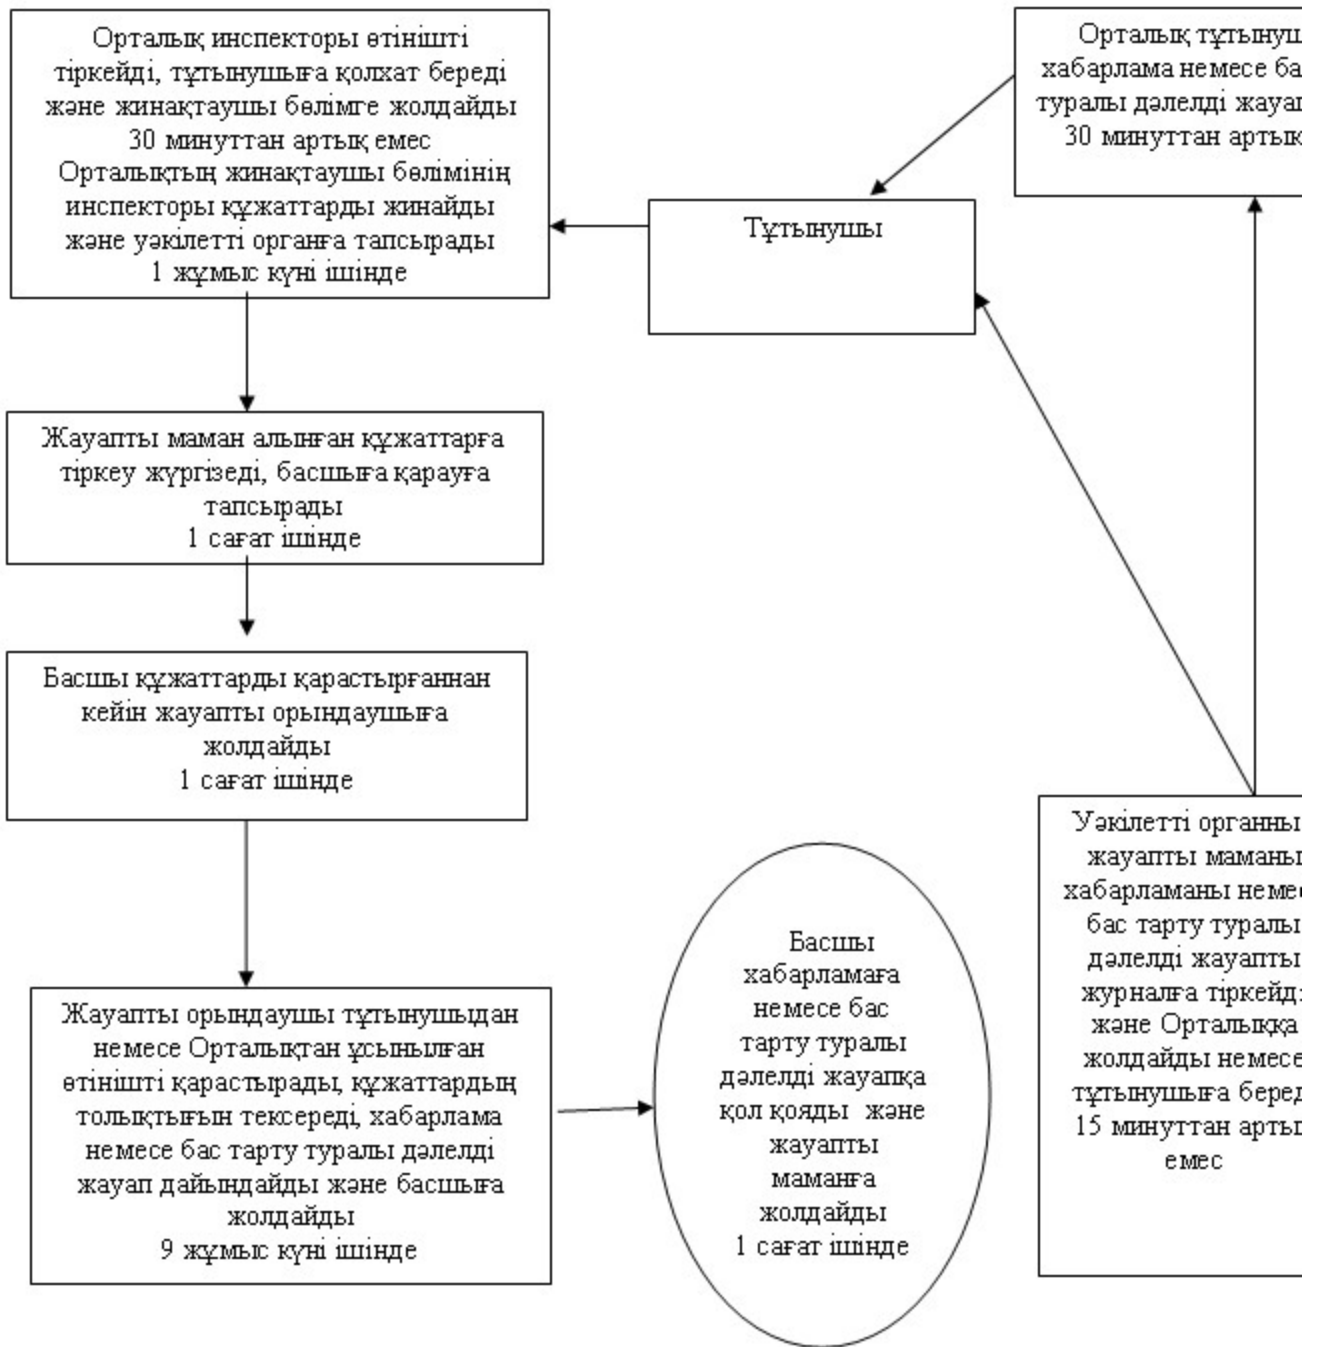 Орталық инспекторы өтінішті
тіркейді, тұтынушыға қолхат береді
және жинақтаушы бөлімге жолдайды
30 минуттан артық емес
Орталықтың жинақтаушы бөлімінің
инспекторы құжаттарды жинайды
және уәкілетті органға тапсырады
1 жұмыс күні ішінде
Орталық
хабарлама немесе
туралы дәлелді
30 минуттан артық
Тұтынушы
Жауапты маман алынған құжаттарға
тіркеу жүргізеді, басшыға қарауға
тапсырады
1 сағат ішінде
Басшы құжаттарды қарастырғаннан
кейін жауапты орындаушыға
жолдайды
1 сағат ішінде
Жауапты орындаушы тұтынушыдан
немесе Орталықтан ұсынылған
өтінішті қарастырады, құжаттардың
толықтығын тексереді, хабарлама
немесе бас тарту туралы дәлелді
жауап дайындайды және басшыға
жолдайды
9 жұмыс күні ішінде
Басшы
хабарламаға
немесе бас
тарту туралы
дәлелді жауапқа
қол қояды және
жауапты
маманға
жолдайды
1 сағат ішінде
Уәкілетті
жауапты маманы
хабарламаны
бас тарту туралы
дәлелді жауапты
журналға
және Орталыққа
жолдайды немесе
тұтынушыға
15 минуттан
емес